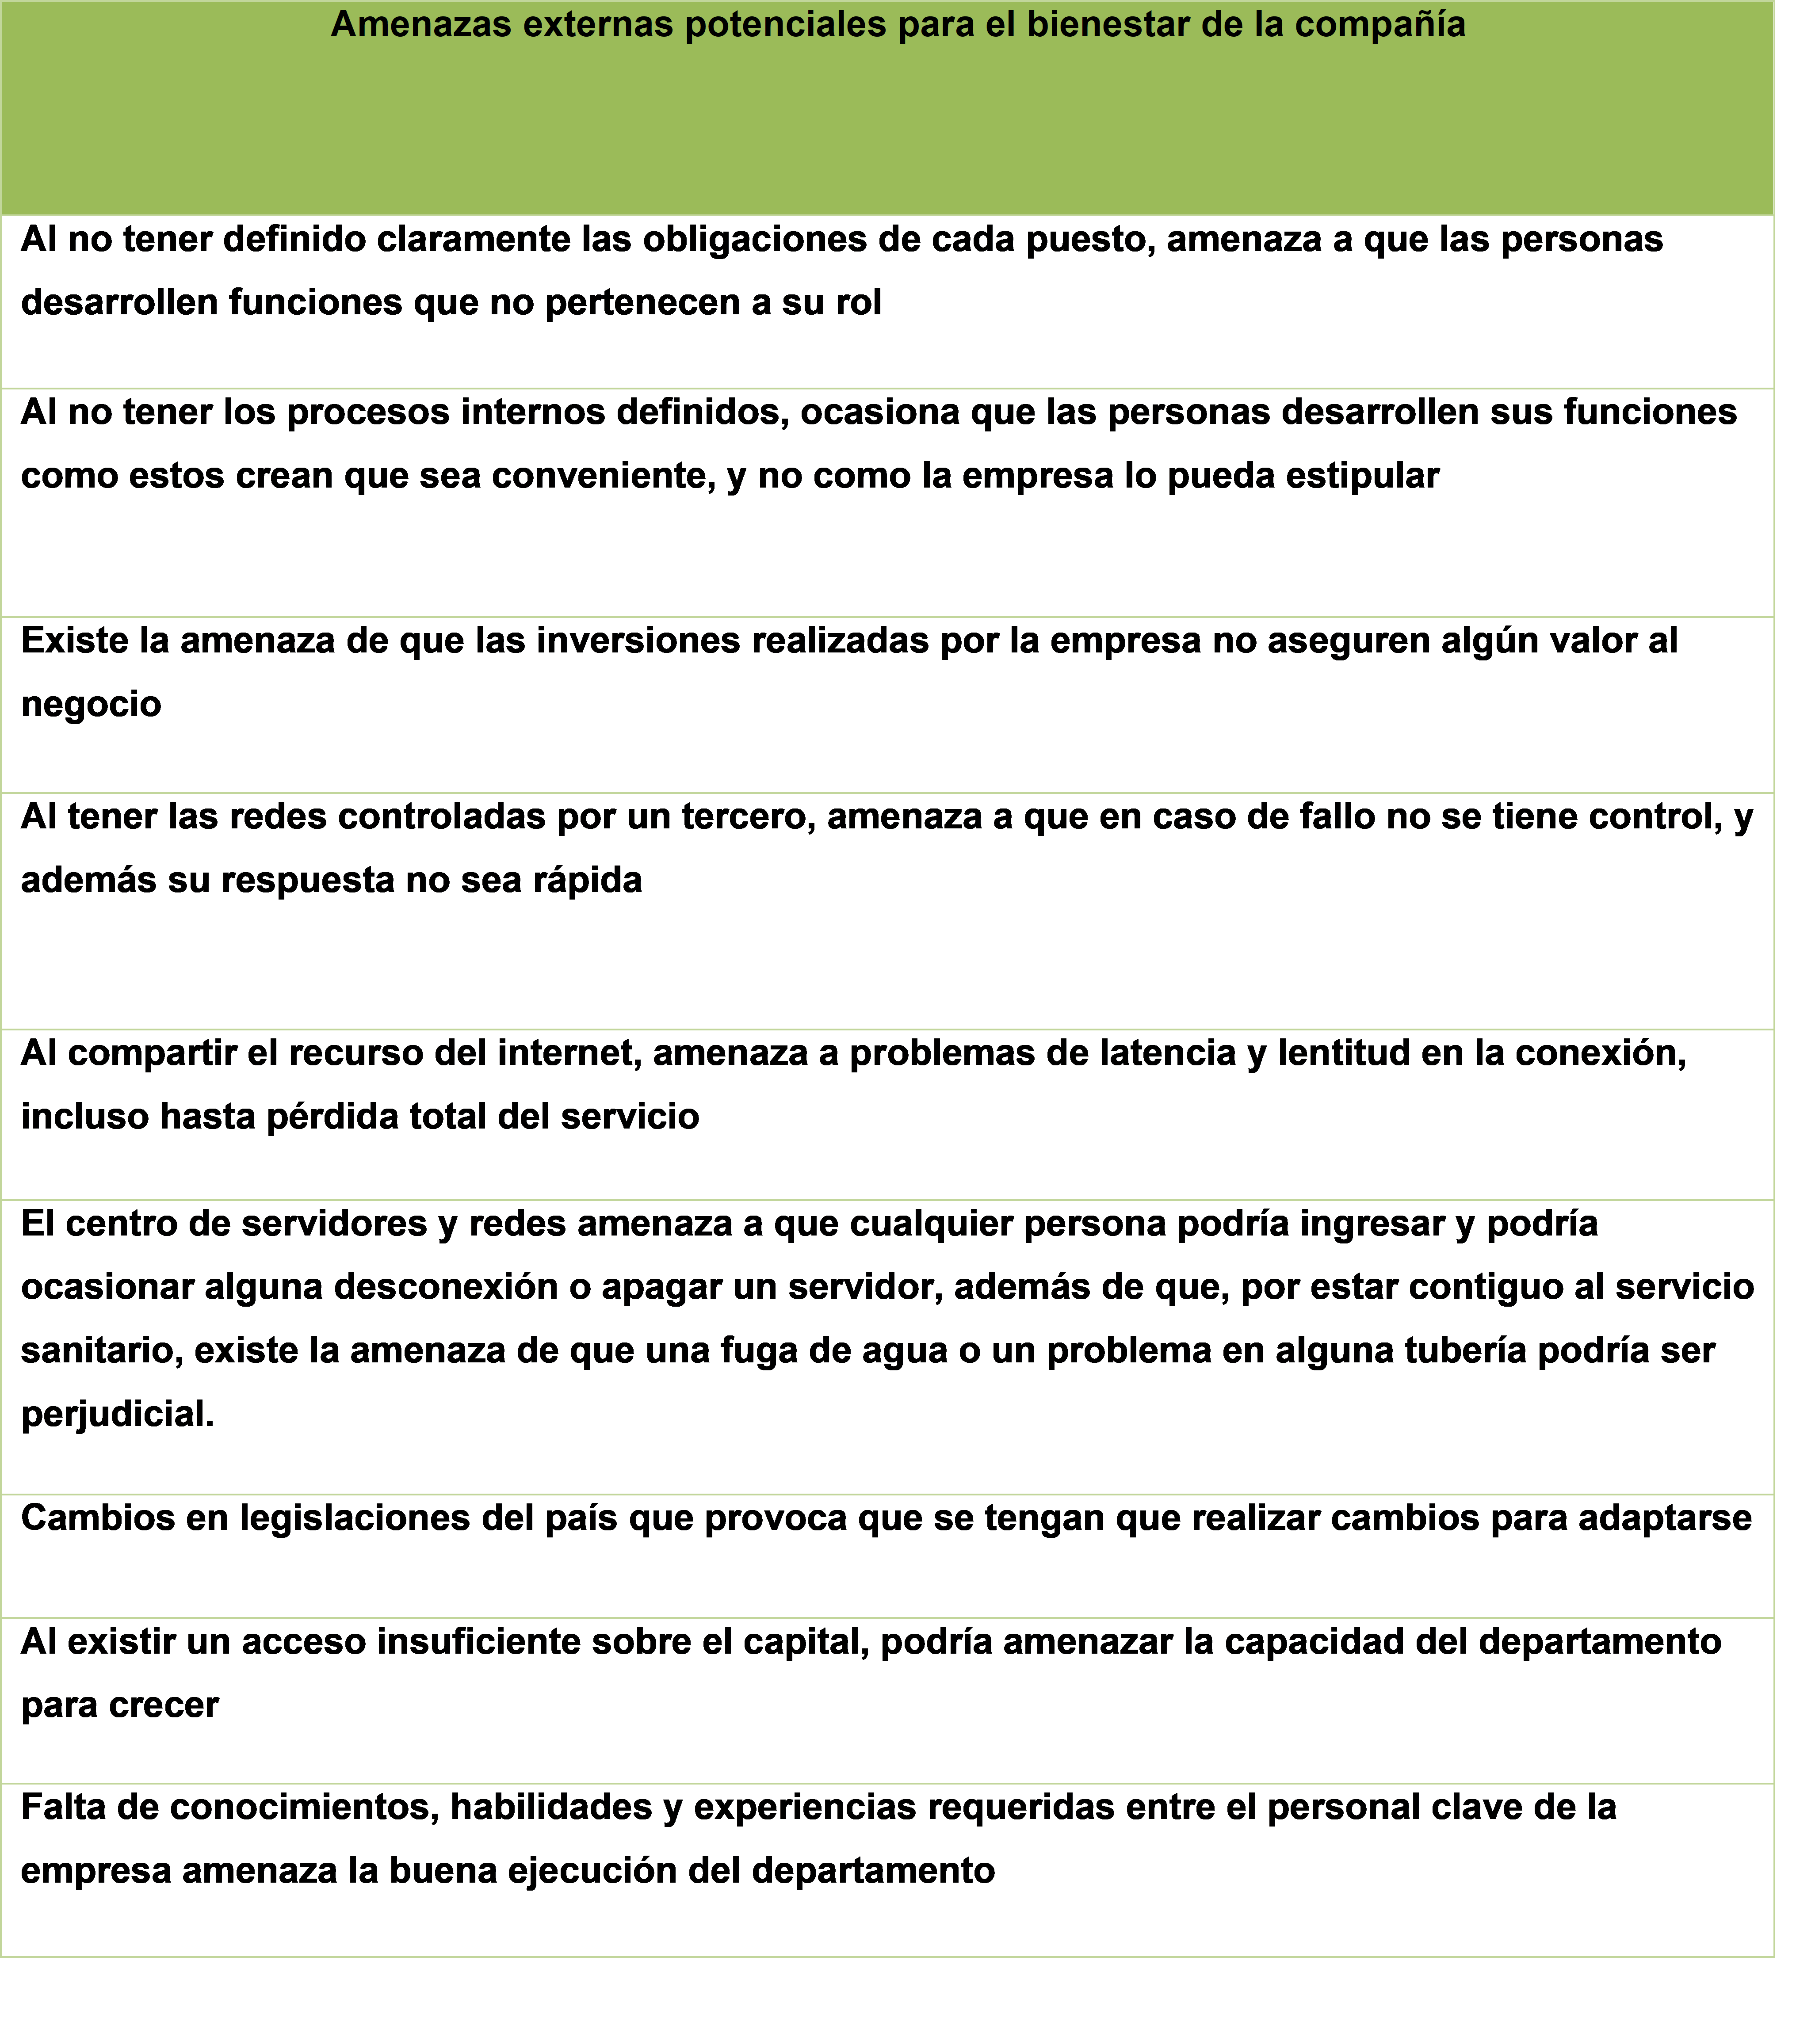 Amenazas externas potenciales para el bienestar de la compañía
Al no tener definido claramente las obligaciones de cada puesto, amenaza a que las personas
desarrollen funciones que no pertenecen a su rol
Al no tener los procesos internos definidos, ocasiona que las personas desarrollen sus funciones
como estos crean que sea conveniente, y no como la empresa lo pueda estipular
Existe la amenaza de que las inversiones realizadas por la empresa no aseguren algún valor al
negocio
Al tener las redes controladas por un tercero, amenaza a que en caso de fallo no se tiene control, y
además su respuesta no sea rápida
Al compartir el recurso del internet, amenaza a problemas de latencia y lentitud en la conexión,
incluso hasta pérdida total del servicio
El centro de servidores y redes amenaza a que cualquier persona podría ingresar y podría
ocasionar alguna desconexión o apagar un servidor, además de que, por estar contiguo al servicio
sanitario, existe la amenaza de que una fuga de agua o un problema en alguna tubería podría ser
perjudicial.
Cambios en legislaciones del país que provoca que se tengan que realizar cambios para adaptarse
Al existir un acceso insuficiente sobre el capital, podría amenazar la capacidad del departamento
para crecer
Falta de conocimientos, habilidades y experiencias requeridas entre el personal clave de la
empresa amenaza la buena ejecución del departamento